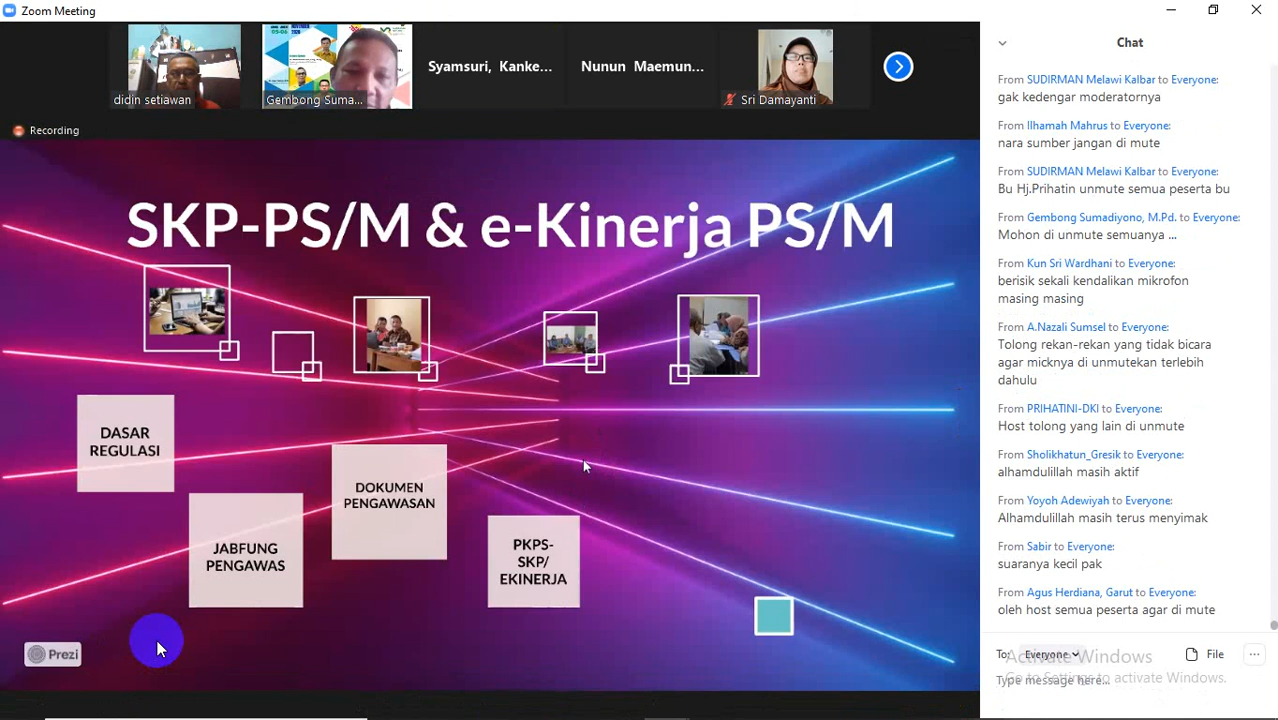 Zoom Meeting
didin setiawan
Gembong Suma...
Syamsuri, Kanke...
Nunun Maemun...
Sri Damayanti
Recording
SKP-PS/M & e-Kinerja PS/M
DASAR
REGULASI
JABFUNG
PENGAWAS
DOKUMEN
PENGAWASAN
PKPS-
SKP/
EKINERJA
Prezi
Chat
From SUDIRMAN Melawi Kalbar to Everyone:
gak kedengar moderatornya
From Ilhamah Mahrus to Everyone:
nara sumber jangan di mute
From SUDIRMAN Melawi Kalbar to Everyone:
Bu Hj.Prihatin unmute semua peserta bu
From Gembong Sumadiyono, M.Pd. to Everyone:
Mohon di unmute semuanya ...
From Kun Sri Wardhani to Everyone:
berisik sekali kendalikan mikrofon
masing masing
From A.Nazali Sumsel to Everyone:
Tolong rekan-rekan yang tidak bicara
agar micknya di unmutekan terlebih
dahulu
From PRIHATINI-DKI to Everyone:
Host tolong yang lain di unmute
From Sholikhatun_Gresik to Everyone:
alhamdulillah masih aktif
From Yoyoh Adewiyah to Everyone:
Alhamdulillah masih terus menyimak
From Sabir to Everyone:
suaranya kecil pak
From Agus Herdiana, Garut to Everyone:
oleh host semua peserta agar di mute
To: Everyone
File
Activate Windows
Go to Settings to activate Windows.
Type message here...